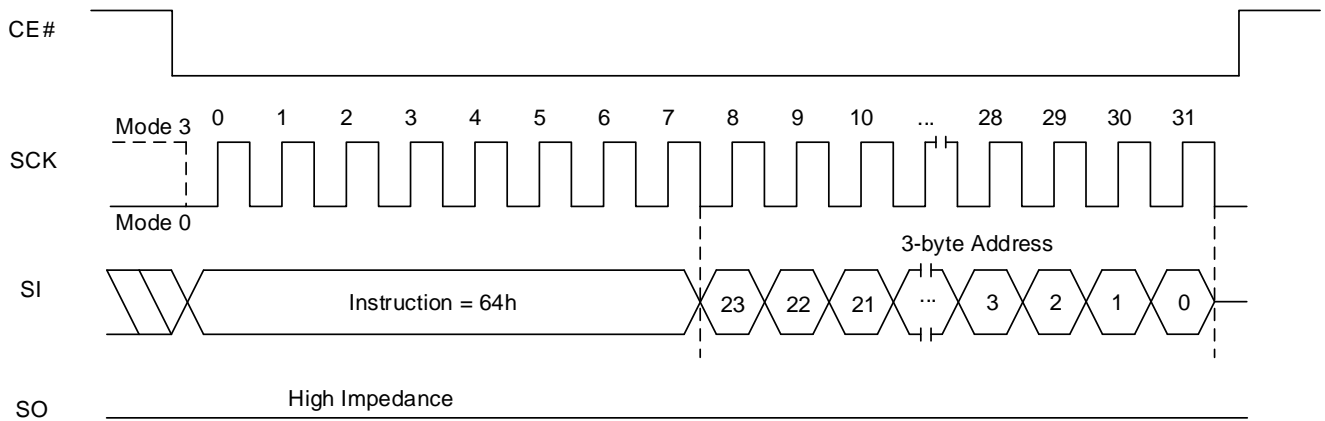 CE#
Mode 3
0 1 2 3 4 5 6 7 8 9 10 ... 28 29 30 31
SCK
Mode 0
3-byte Address
SI
Instruction = 64h
23 22 21 ... 3 2 1 0
High Impedance
SO